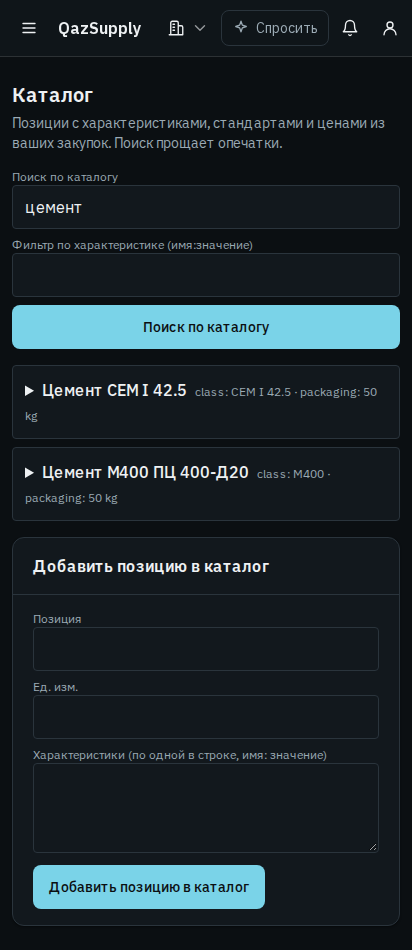 QazSupply
Спросить
Каталог
Позиции с характеристиками, стандартами и ценами из
ваших закупок. Поиск прощает опечатки.
Поиск по каталогу
цемент
Фильтр по характеристике (имя:значение)
Поиск по каталогу
Цемент CEM I 42.5 class: CEM I 42.5 · packaging: 50
kg
Цемент М400 ПЦ 400-Д20 class: M400 ·
packaging: 50 kg
Добавить позицию в каталог
Позиция
Ед. изм.
Характеристики (по одной в строке, имя: значение)
Добавить позицию в каталог